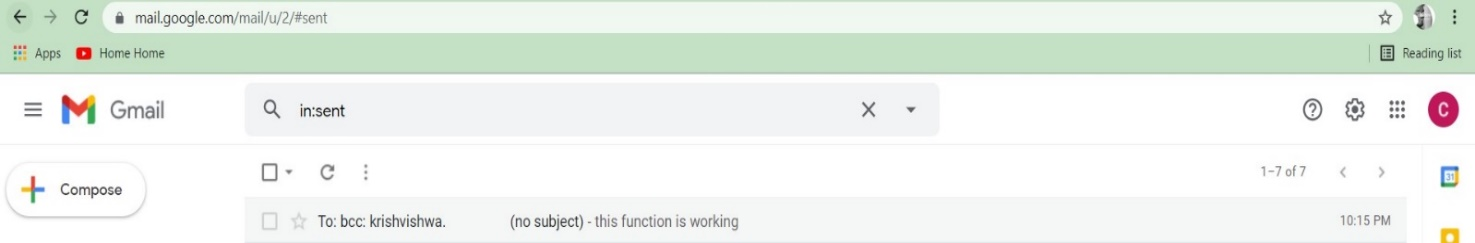 mail.google.com/mail/u/2/#sent
Apps Home Home Reading list
Gmail in:sent C
Compose 1–7 of 7 31
To: bcc: krishvishwa. (no subject) - this function is working 10:15 PM